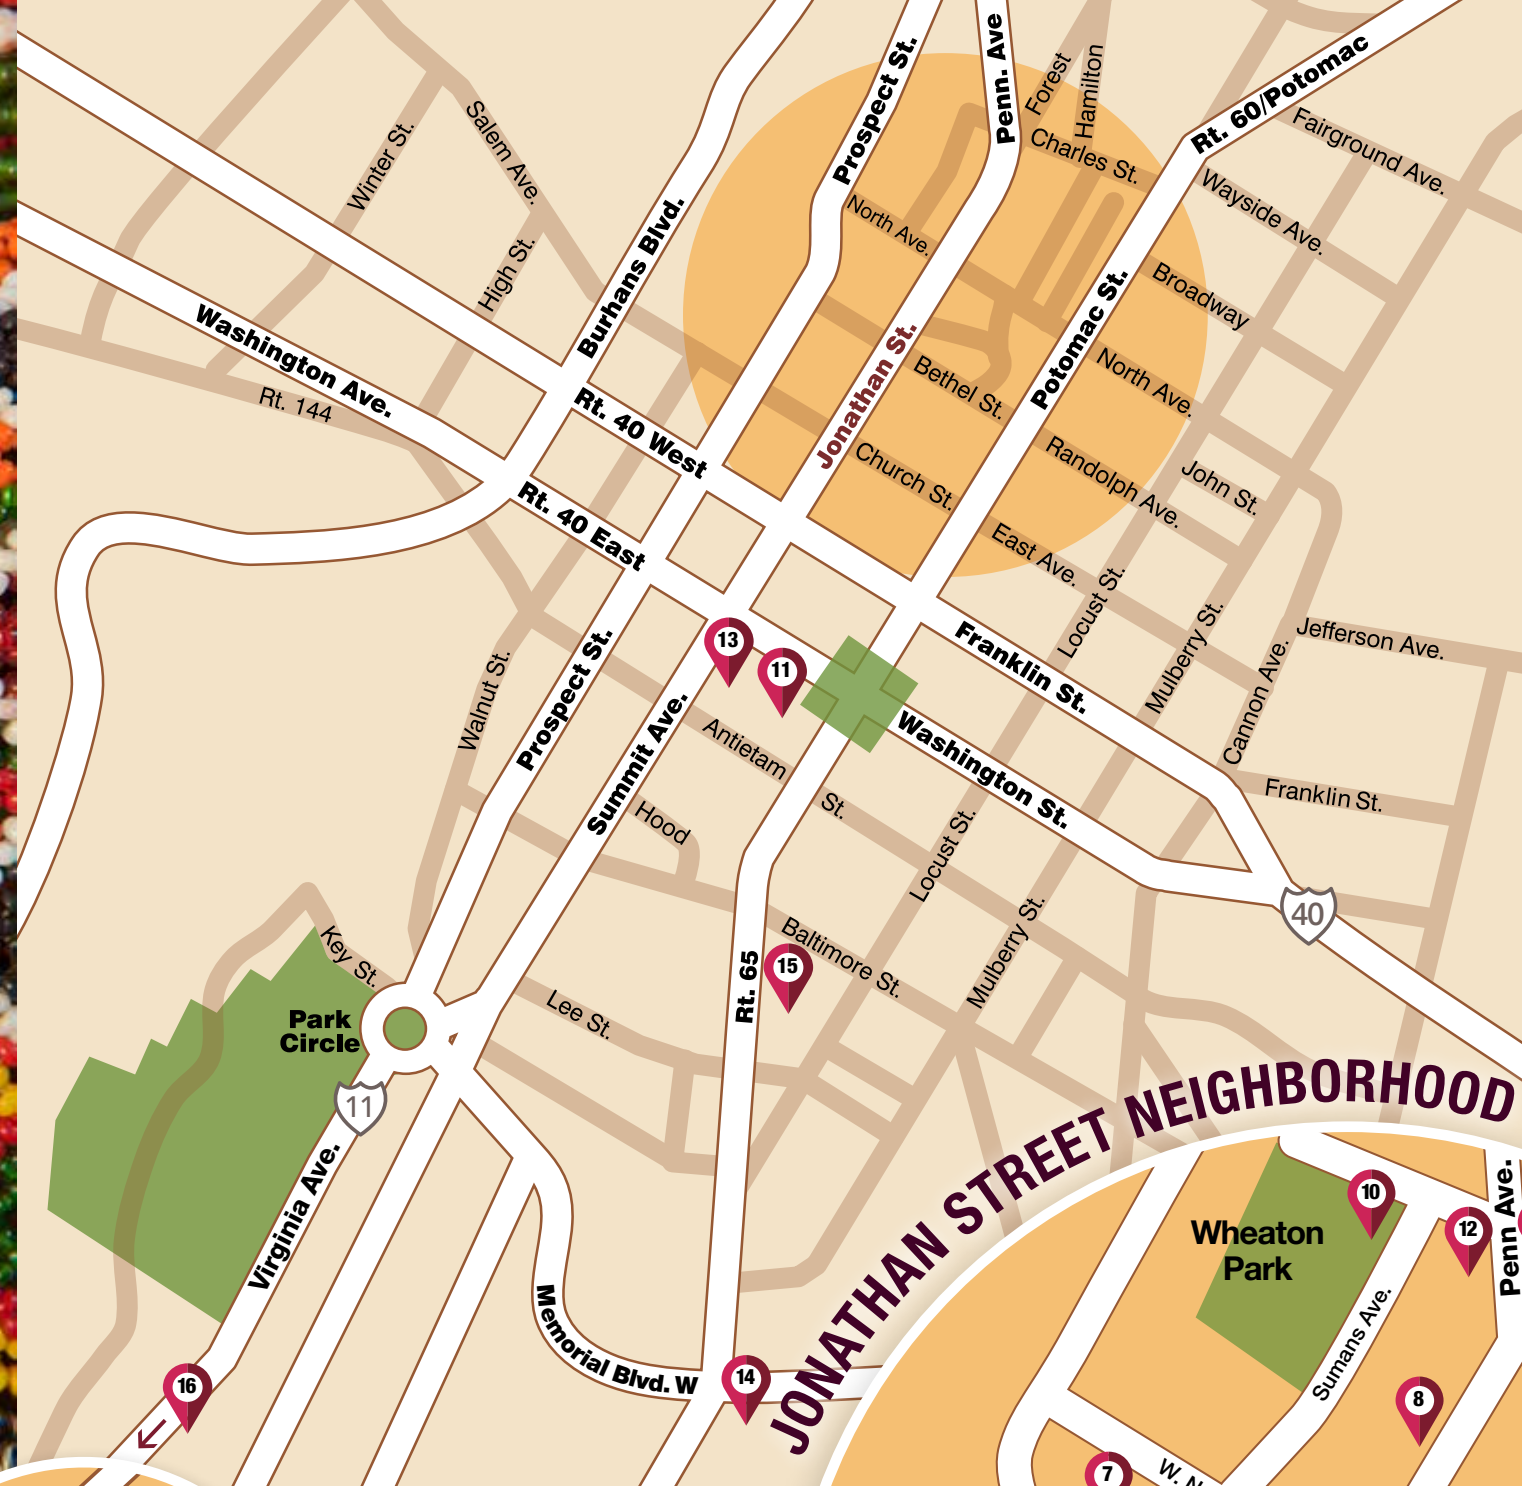 Prospect St.
Penn. Ave
Forest
Hamilton
Rt. 60/Potomac
Fairground Ave.
Salem Ave.
Winter St.
Charles St.
Wayside Ave.
North Ave.
High St.
Burhans Blvd.
Broadway
Washington Ave.
Rt. 144
Jonathan St.
Potomac St.
Bethel St.
North Ave.
Rt. 40 West
Church St.
Randolph Ave.
John St.
Rt. 40 East
East Ave.
Locust St.
Mulberry St.
Jefferson Ave.
Cannon Ave.
Franklin St.
Franklin St.
13
11
Walnut St.
Prospect St.
Summit Ave.
Antietam
St.
Washington St.
Hood
Locust St.
Mulberry St.
40
Key St.
Baltimore St.
15
Rt. 65
Lee St.
Park
Circle
11
Virginia Ave.
Memorial Blvd. W
14
16
JONATHAN STREET NEIGHBORHOOD
10
12
Penn Ave.
Wheaton
Park
Sumans Ave.
8
7
W. N